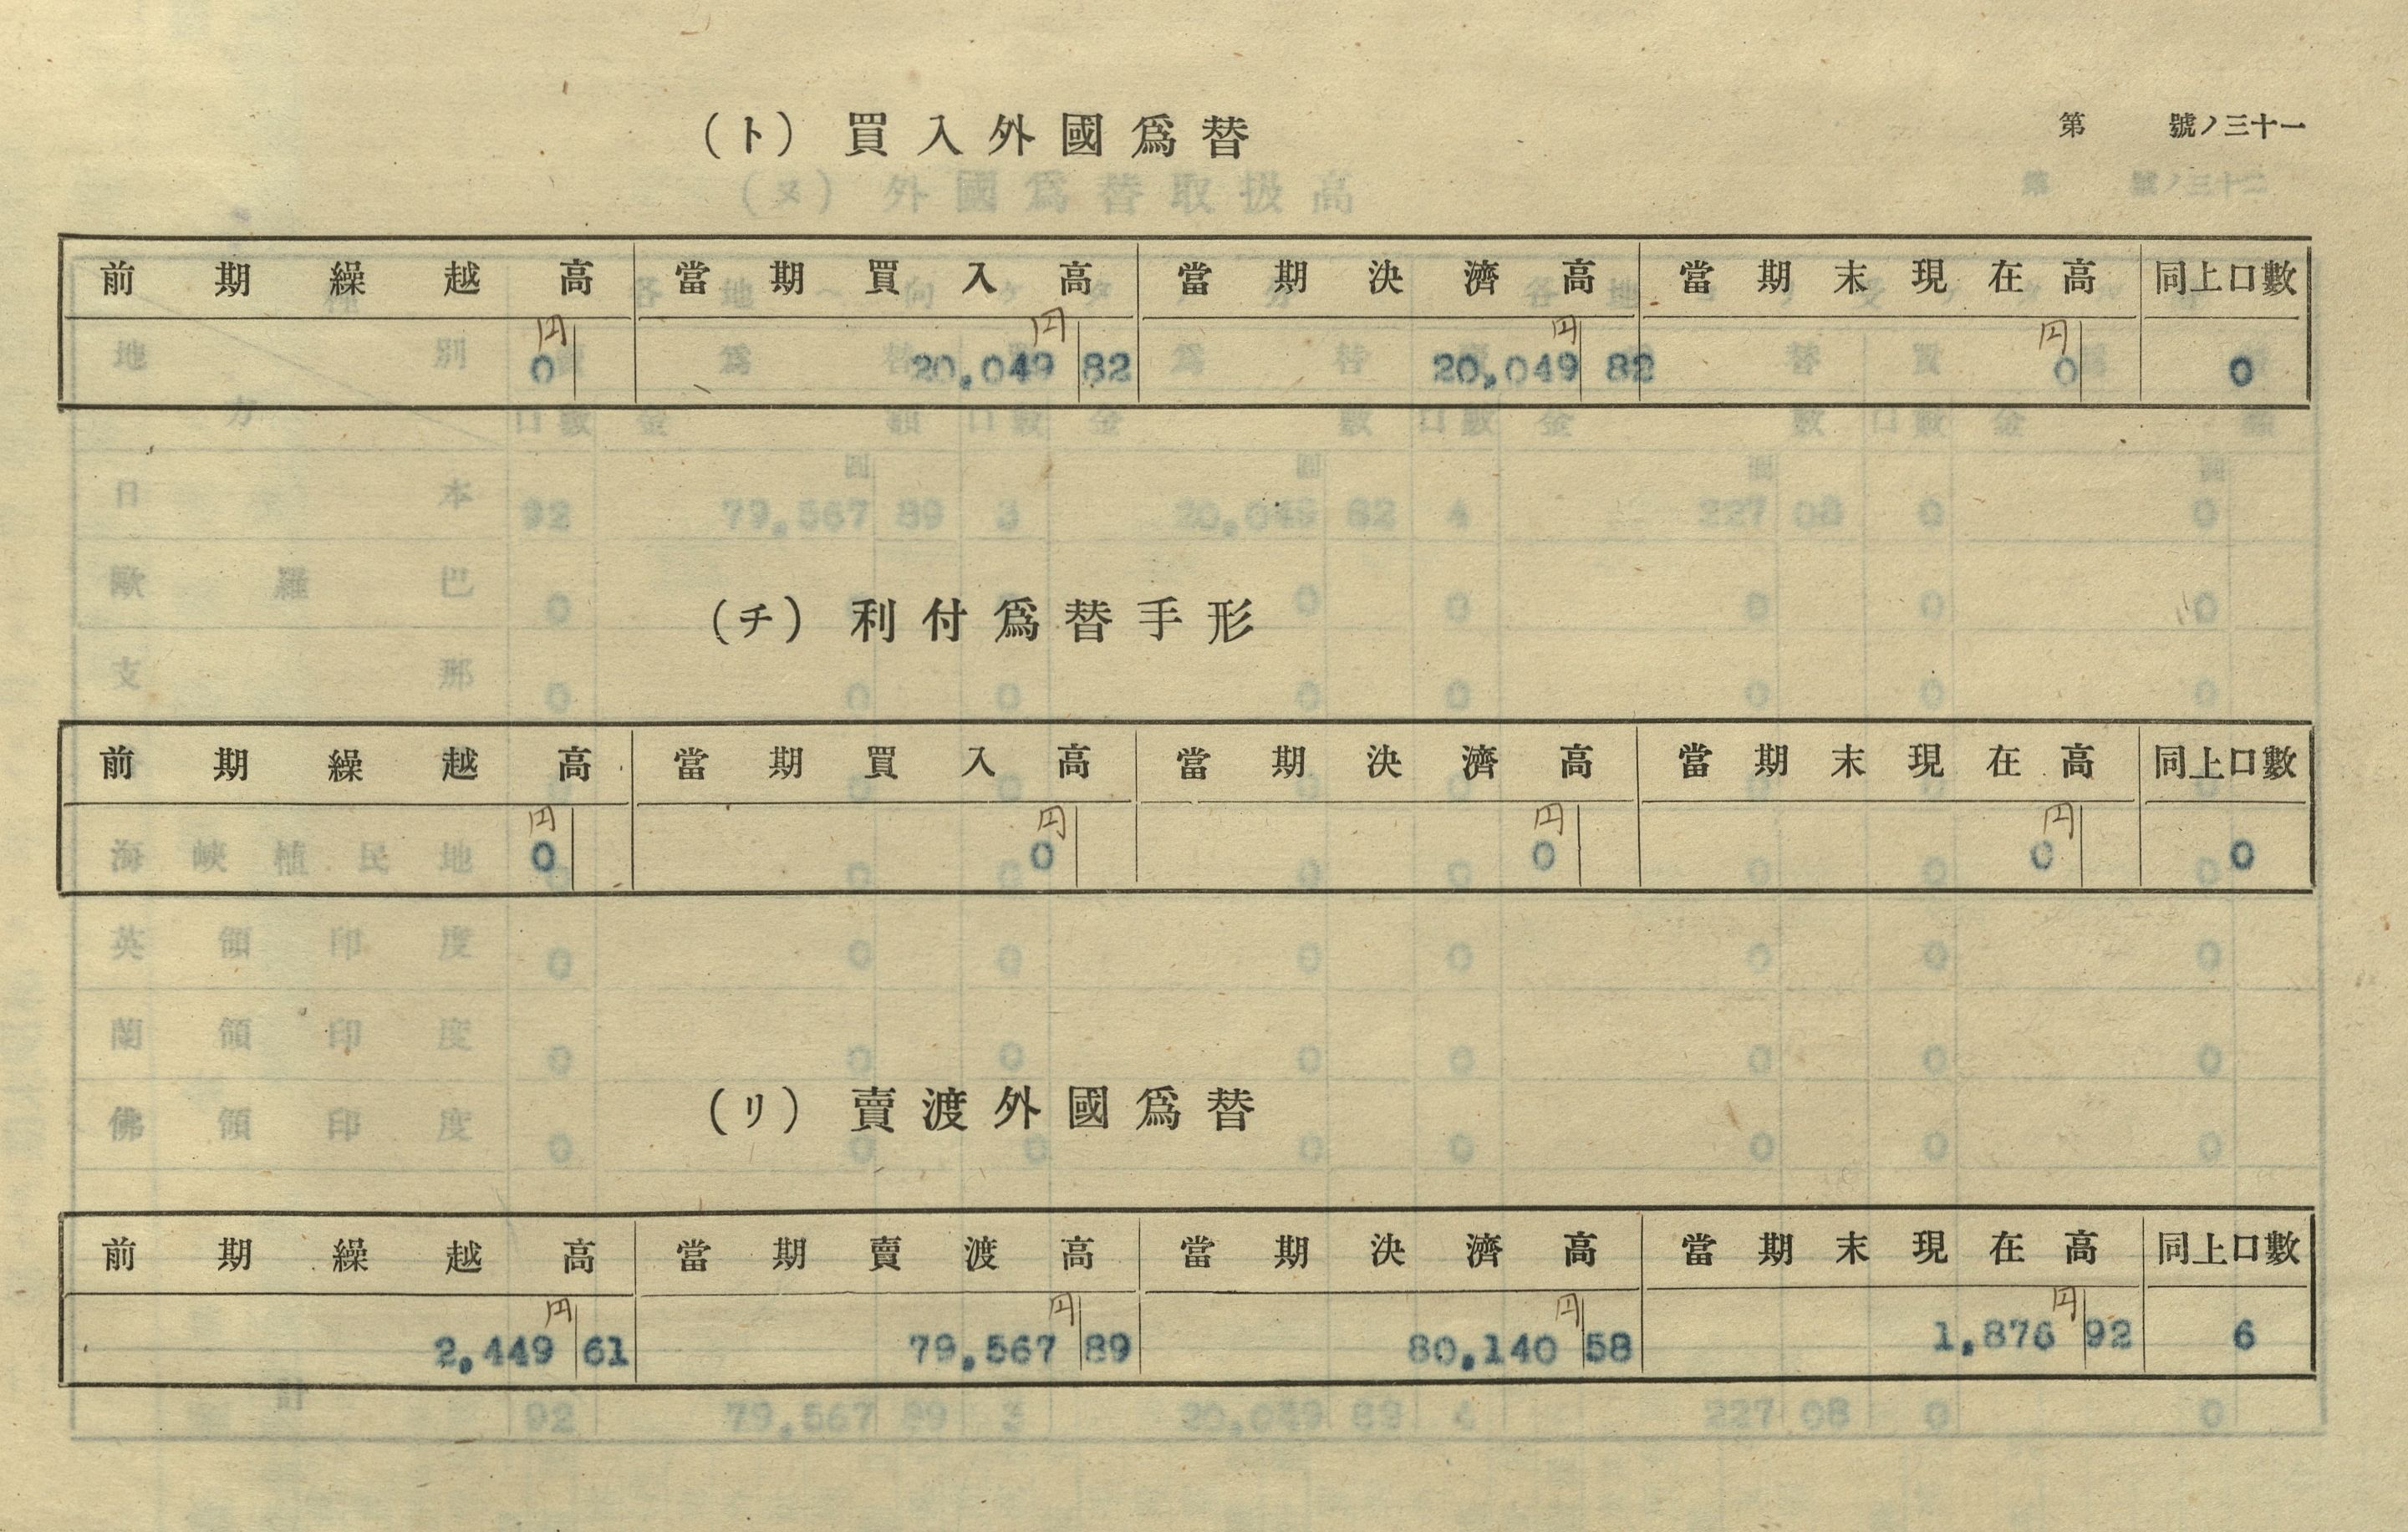 第 號ノ三十一
(ト) 買入外國爲替
前期繰越高 當期買入高 當期決濟高 當期末現在高 同上口數
円 円 円 円
0 20,049 82 20,049 82 0 0
(チ) 利付爲替手形
前期繰越高 當期買入高 當期決濟高 當期末現在高 同上口數
円 円 円 円
0 0 0 0 0
(リ) 賣渡外國爲替
前期繰越高 當期賣渡高 當期決濟高 當期末現在高 同上口數
円 円 円 円
2,449 61 79,567 89 80,140 58 1,876 92 6